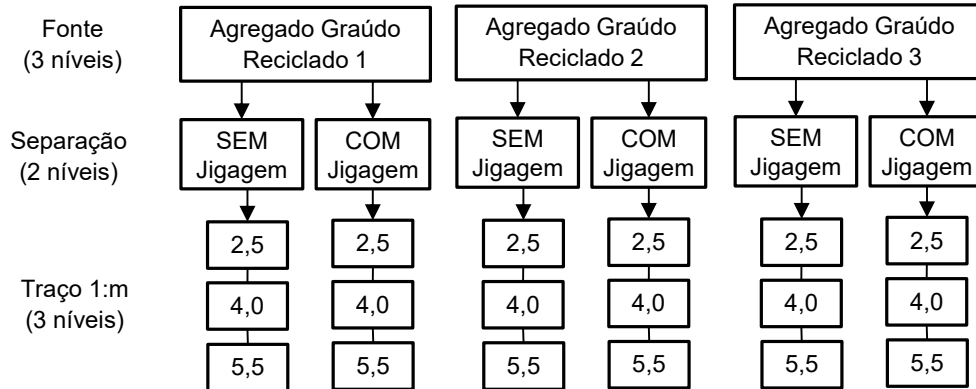 Fonte
(3 níveis)
Agregado Graúdo
Reciclado 1
Agregado Graúdo
Reciclado 2
Agregado Graúdo
Reciclado 3
Separação
(2 níveis)
SEM
Jigagem
COM
Jigagem
SEM
Jigagem
COM
Jigagem
SEM
Jigagem
COM
Jigagem
Traço 1:m
(3 níveis)
2,5
2,5
2,5
2,5
2,5
2,5
4,0
4,0
4,0
4,0
4,0
4,0
5,5
5,5
5,5
5,5
5,5
5,5